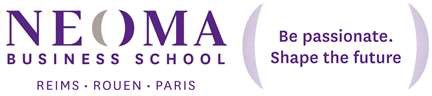 NEOMA
BUSINESS SCHOOL
REIMS • ROUEN • PARIS
Be passionate.
Shape the future